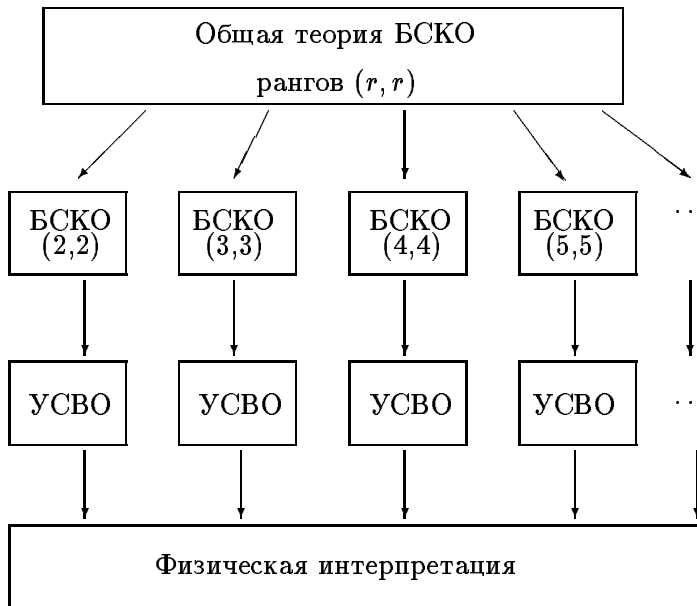 Общая теория БСКО
рангов (r, r)
БСКО БСКО БСКО БСКО ..
(2,2) (3,3) (4,4) (5,5)
УСВО УСВО УСВО УСВО ..
Физическая интерпретация